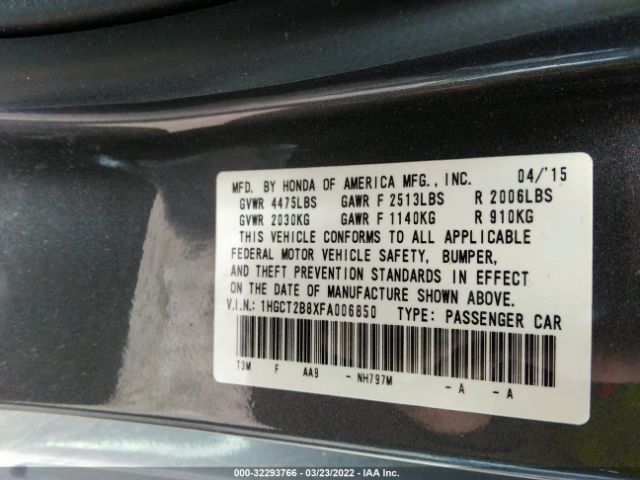 MFD. BY HONDA OF AMERICA MFG., INC. 04/'15
GVWR 4475LBS GAWR F 2513LBS R 2006LBS
GVWR 2030KG GAWR F 1140KG R 910KG
THIS VEHICLE CONFORMS TO ALL APPLICABLE
FEDERAL MOTOR VEHICLE SAFETY, BUMPER,
AND THEFT PREVENTION STANDARDS IN EFFECT
ON THE DATE OF MANUFACTURE SHOWN ABOVE.
V.I.N.: 1HGCT2B8XFA006850 TYPE: PASSENGER CAR
T3M F AA9 - NH797M - A - A
000-32293766 - 03/23/2022 - IAA Inc.